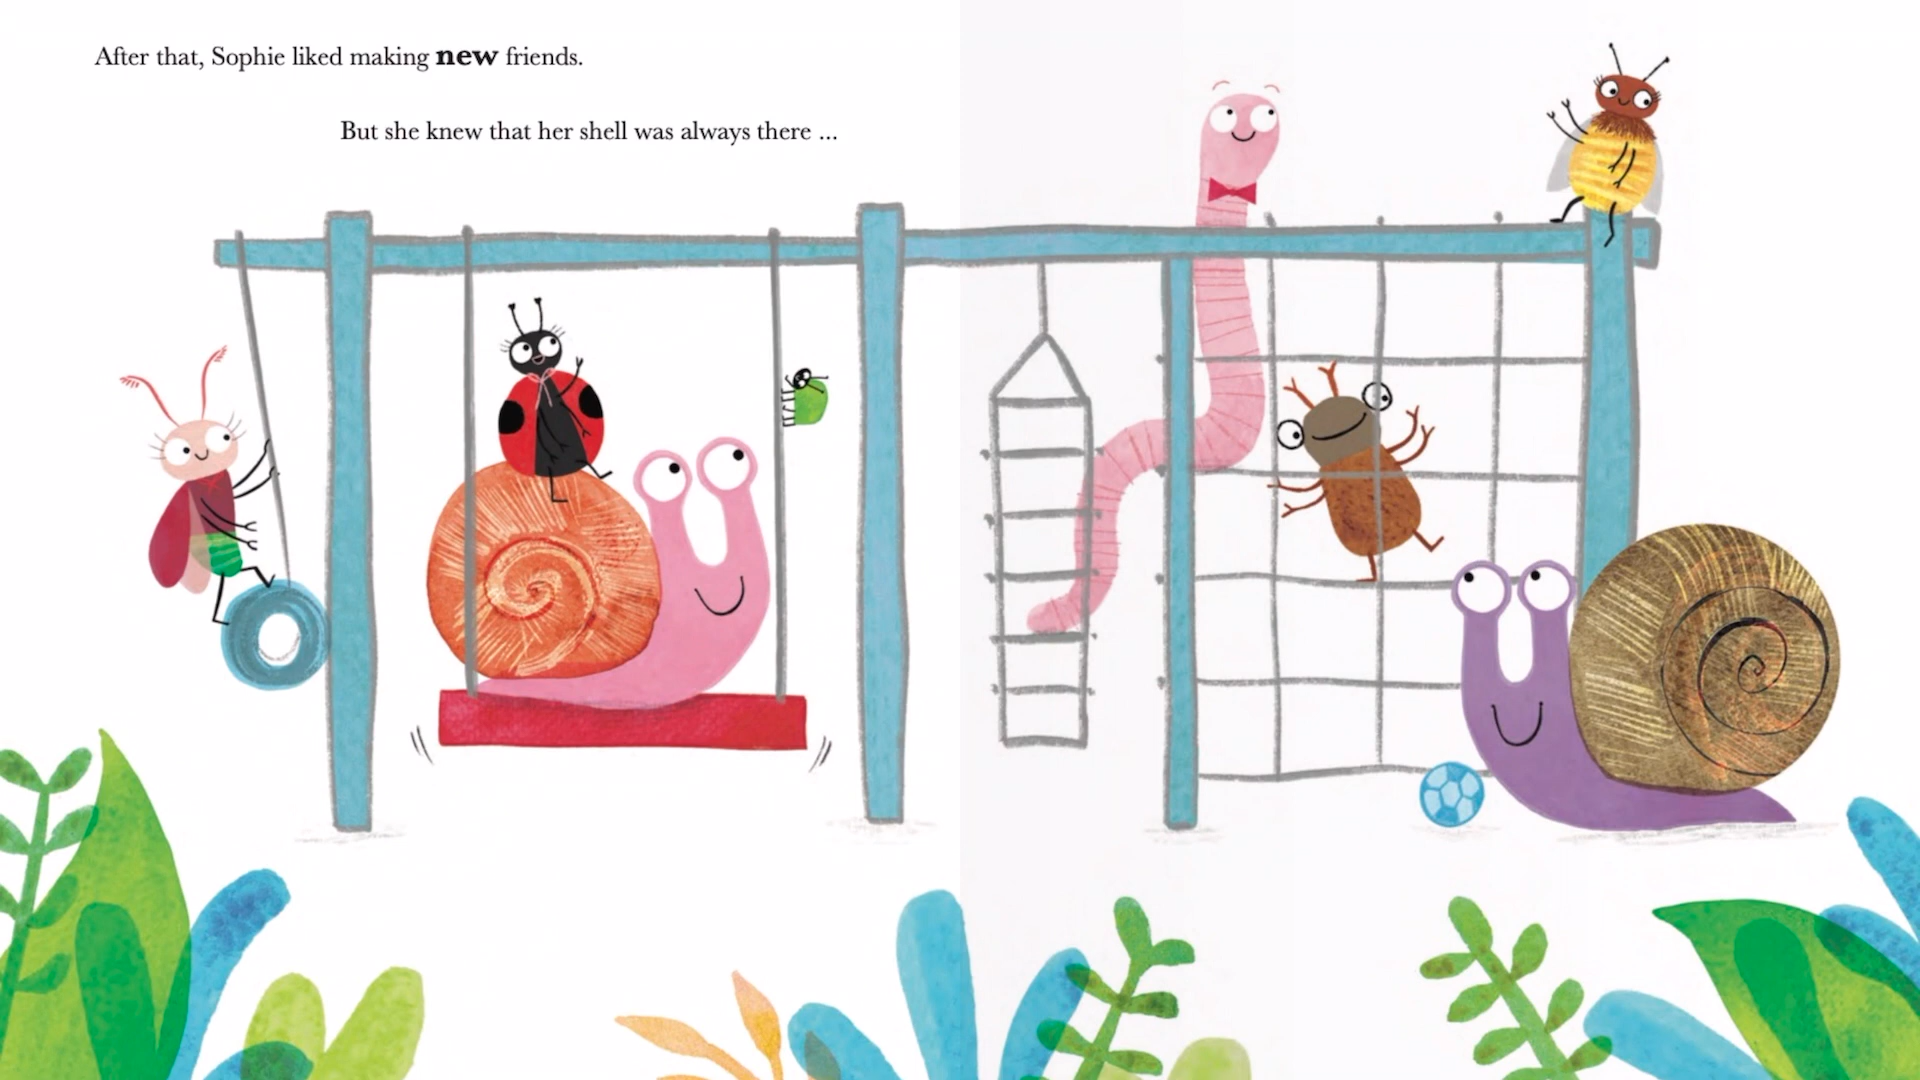 After that, Sophie liked making new friends.
But she knew that her shell was always there ...